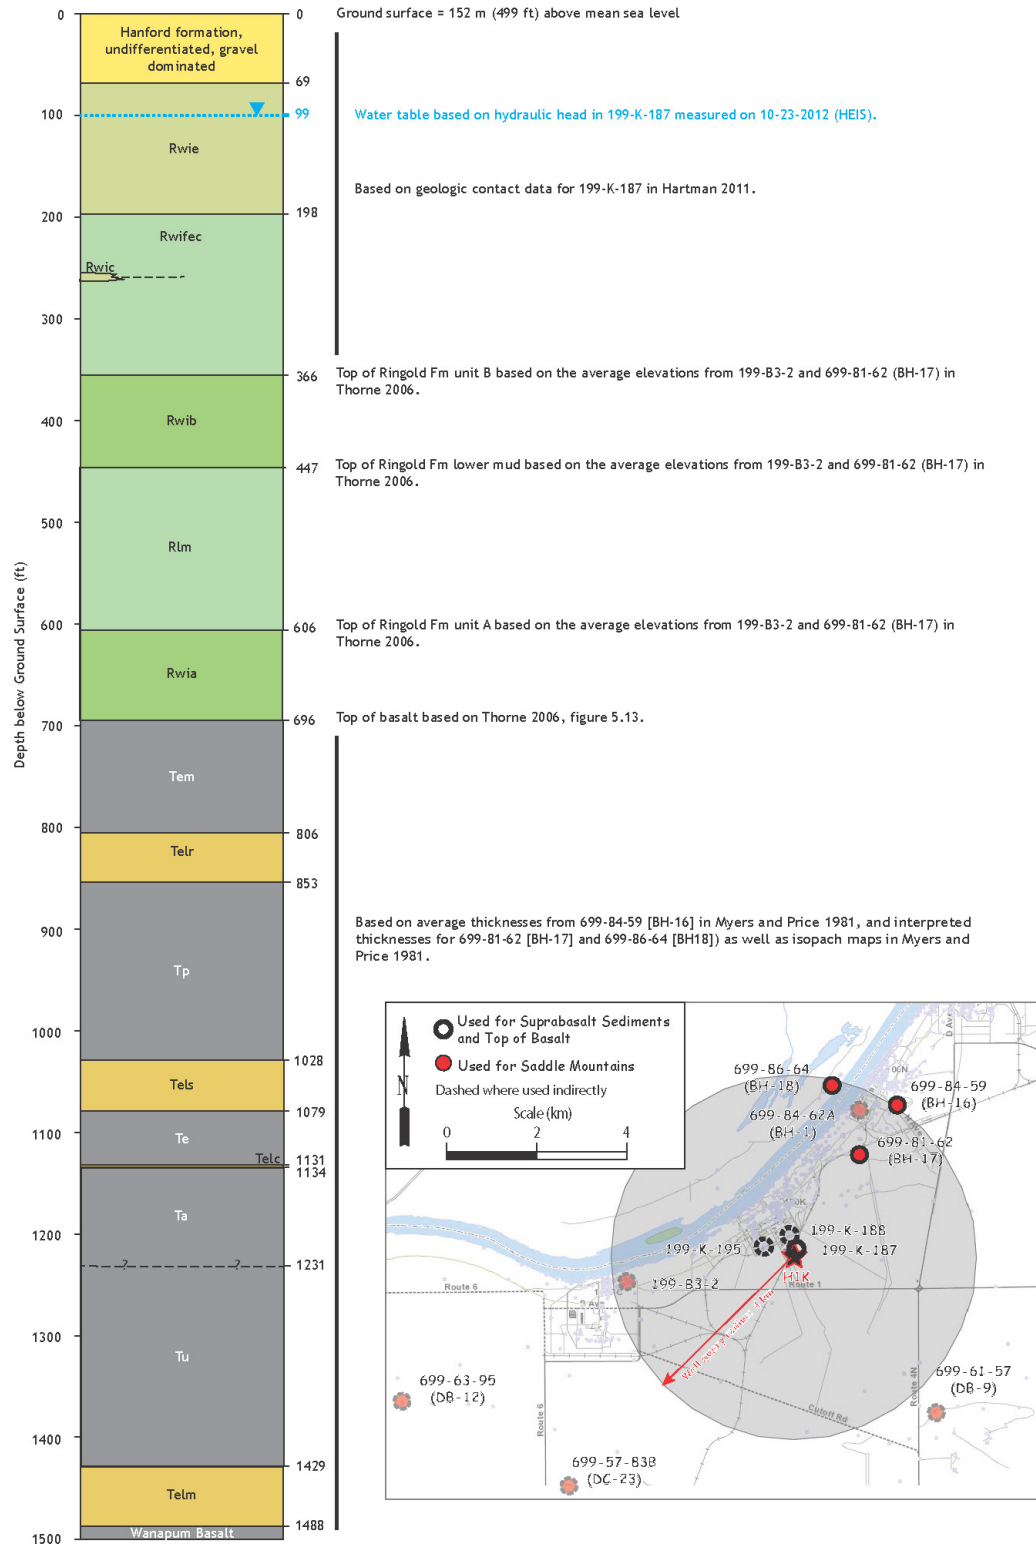 Ground surface = 152 m (499 ft) above mean sea level
Depth below Ground Surface (ft)
0
100
200
300
400
500
600
700
800
900
1000
1100
1200
1300
1400
1500
Hanford formation,
undifferentiated, gravel
dominated
Rwie
Rwifec
Rwic
Rwib
Rlm
Rwia
Tem
Telr
Tp
Tels
Te
Telc
Ta
? ?
Tu
Telm
Wanapum Basalt
0
69
99
198
366
447
606
696
806
853
1028
1079
1131
1134
1231
1429
1488
Water table based on hydraulic head in 199-K-187 measured on 10-23-2012 (HEIS).
Based on geologic contact data for 199-K-187 in Hartman 2011.
Top of Ringold Fm unit B based on the average elevations from 199-B3-2 and 699-81-62 (BH-17) in
Thorne 2006.
Top of Ringold Fm lower mud based on the average elevations from 199-B3-2 and 699-81-62 (BH-17) in
Thorne 2006.
Top of Ringold Fm unit A based on the average elevations from 199-B3-2 and 699-81-62 (BH-17) in
Thorne 2006.
Top of basalt based on Thorne 2006, figure 5.13.
Based on average thicknesses from 699-84-59 [BH-16] in Myers and Price 1981, and interpreted
thicknesses for 699-81-62 [BH-17] and 699-86-64 [BH18]) as well as isopach maps in Myers and
Price 1981.
N
Used for Suprabasalt Sediments
and Top of Basalt
Used for Saddle Mountains
Dashed where used indirectly
Scale (km)
0 2 4
D Ave
699-86-64
(BH-18)
699-84-59
(BH-16)
699-84-62A
(BH-1)
699-81-62
(BH-17)
199-K-188
199-K-195
199-K-187
H1K
199-B3-2
Route 1
Route 6
Route 6
Route 4N
Cutoff Rd
699-63-95
(DB-12)
699-61-57
(DB-9)
699-57-83B
(DC-23)